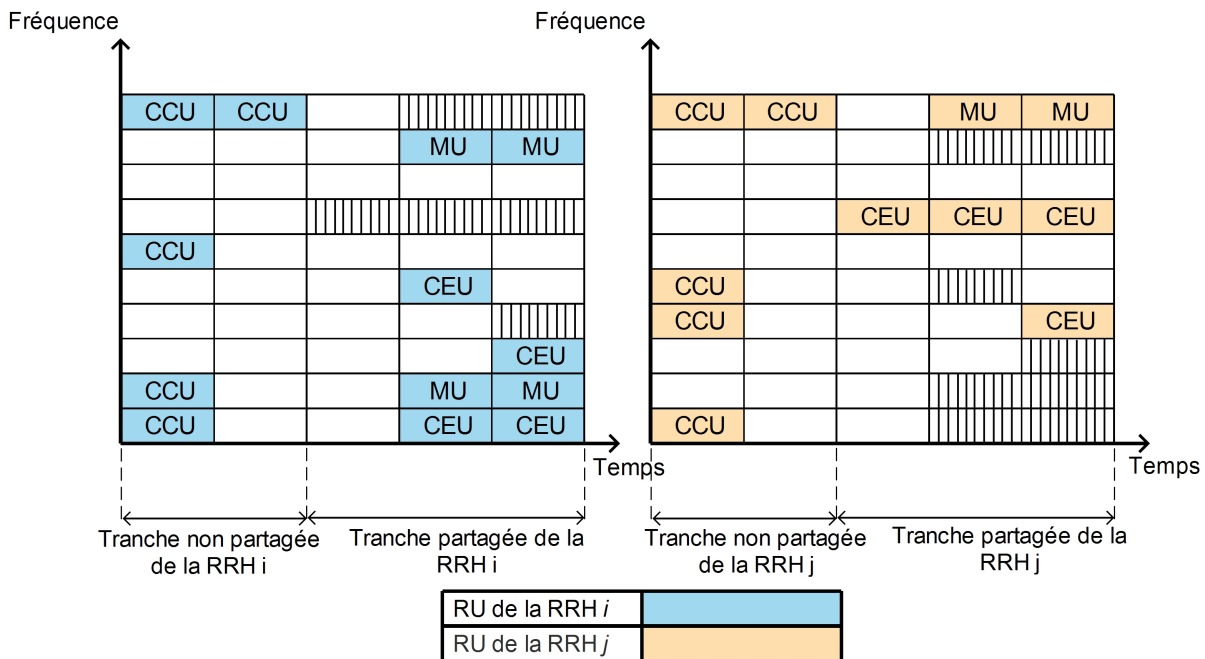 Fréquence
Fréquence
CCU CCU
CCU CCU MU MU
MU MU
CEU CEU CEU
CCU
CEU
CCU
CCU CEU
CEU
CCU MU MU
CCU CEU CEU
CCU
Temps
Temps
Tranche non partagée
de la RRH i
Tranche partagée de la
RRH i
Tranche non partagée
de la RRH j
Tranche partagée de la
RRH j
RU de la RRH i
RU de la RRH j